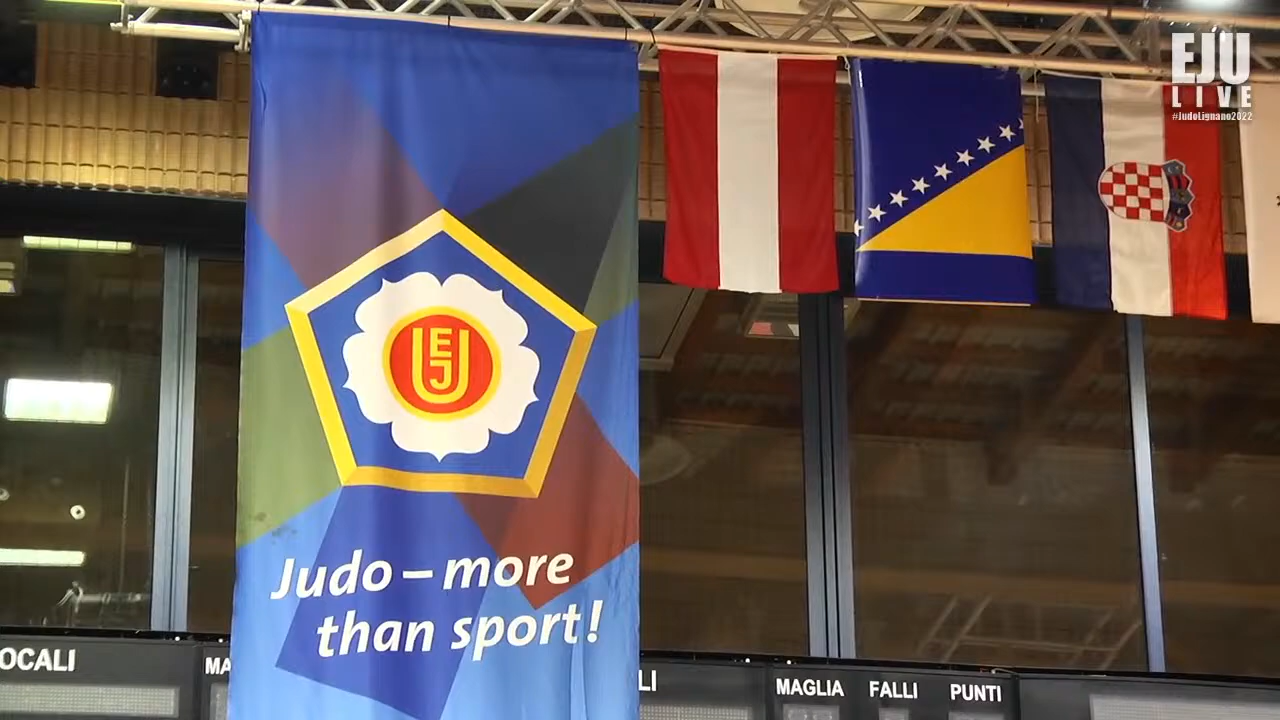 EJU
LIVE
#JudoLignano2022
EJU
Judo – more
than sport!
OCALI
MA
LI
MAGLIA
FALLI
PUNTI